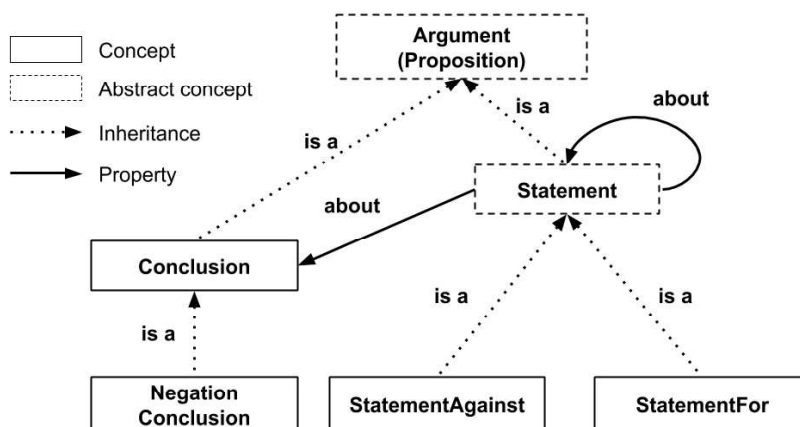 Concept
Abstract concept
Inheritance
Property
Argument
(Proposition)
is a
is a
about
Statement
about
Conclusion
is a
is a
is a
Negation
Conclusion
StatementAgainst
StatementFor